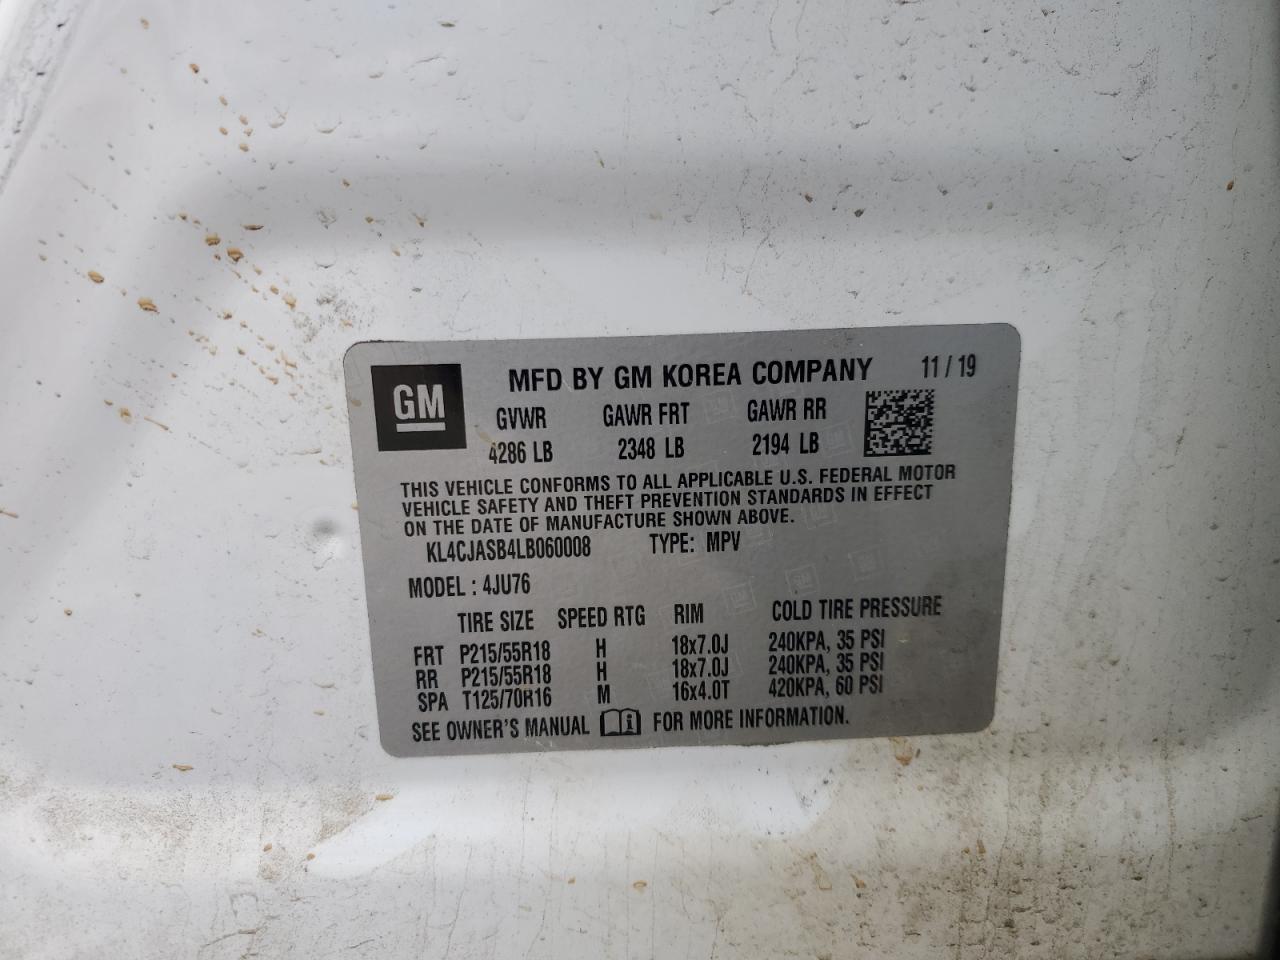 GM
MFD BY GM KOREA COMPANY 11 / 19
GVWR GAWR FRT GAWR RR
4286 LB 2348 LB 2194 LB
THIS VEHICLE CONFORMS TO ALL APPLICABLE U.S. FEDERAL MOTOR
VEHICLE SAFETY AND THEFT PREVENTION STANDARDS IN EFFECT
ON THE DATE OF MANUFACTURE SHOWN ABOVE.
KL4CJASB4LB060008 TYPE: MPV
MODEL : 4JU76
TIRE SIZE SPEED RTG RIM COLD TIRE PRESSURE
FRT P215/55R18 H 18x7.0J 240KPA, 35 PSI
RR P215/55R18 H 18x7.0J 240KPA, 35 PSI
SPA T125/70R16 M 16x4.0T 420KPA, 60 PSI
SEE OWNER'S MANUAL i FOR MORE INFORMATION.